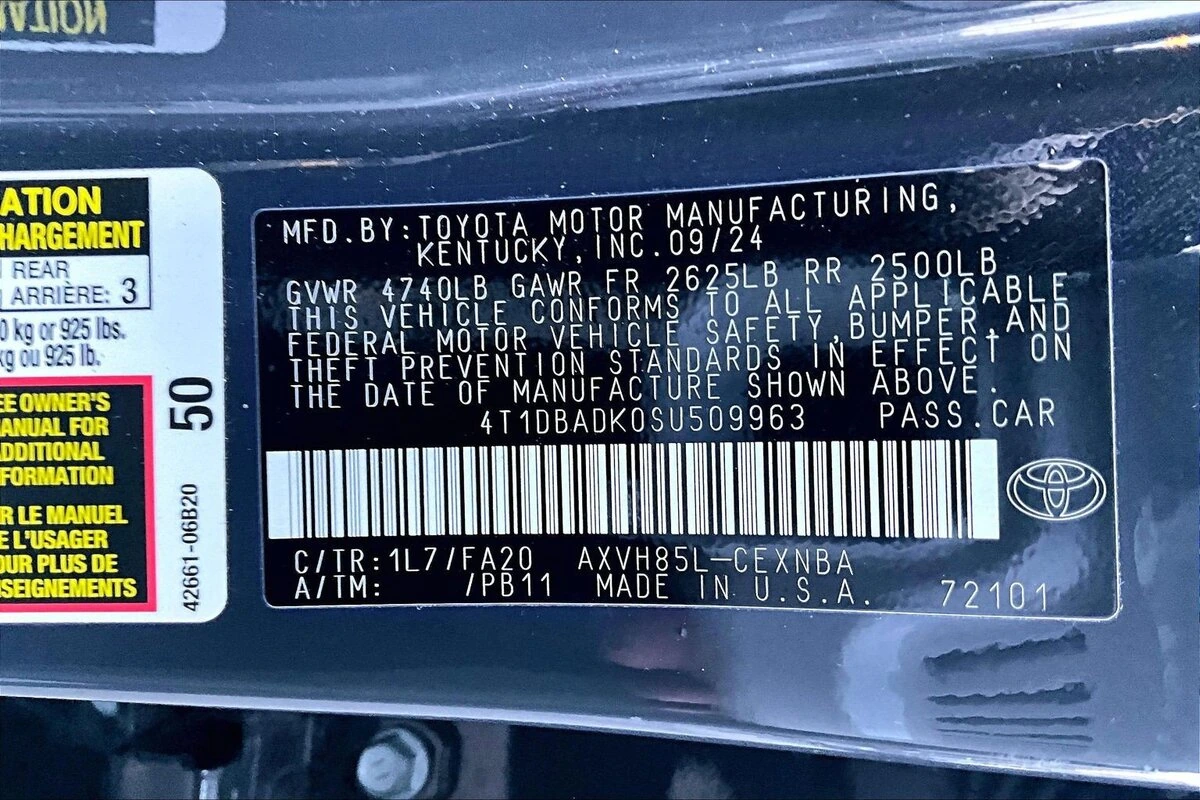 ATION
HARGEMENT
REAR
ARRIÈRE: 3
0 kg or 925 lbs.
kg ou 925 lb.
EE OWNER'S
ANUAL FOR
ADDITIONAL
FORMATION
R LE MANUEL
E L'USAGER
OUR PLUS DE
SEIGNEMENTS
50
42661-06B20
MFD.BY:TOYOTA MOTOR MANUFACTURING,
KENTUCKY,INC.09/24
GVWR 4740LB GAWR FR 2625LB RR 2500LB
THIS VEHICLE CONFORMS TO ALL APPLICABLE
FEDERAL MOTOR VEHICLE SAFETY,BUMPER,AND
THEFT PREVENTION STANDARDS IN EFFECT ON
THE DATE OF MANUFACTURE SHOWN ABOVE.
4T1DBADK0SU509963 PASS.CAR
C/TR:1L7/FA20 AXVH85L-CEXNBA
A/TM: /PB11 MADE IN U.S.A. 72101